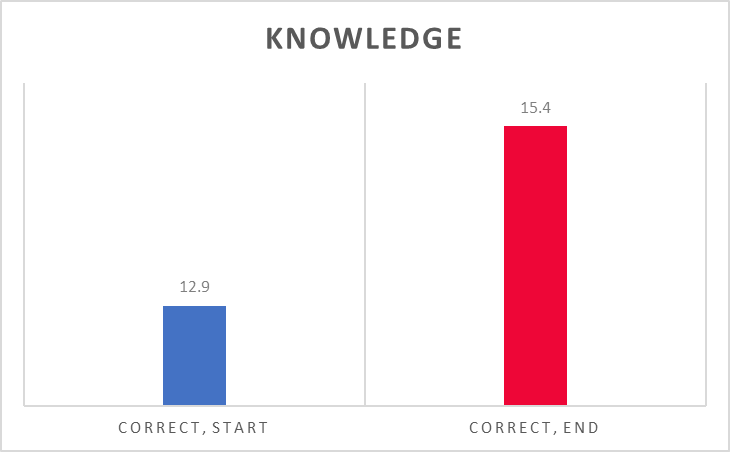 KNOWLEDGE
15.4
12.9
CORRECT, START
CORRECT, END